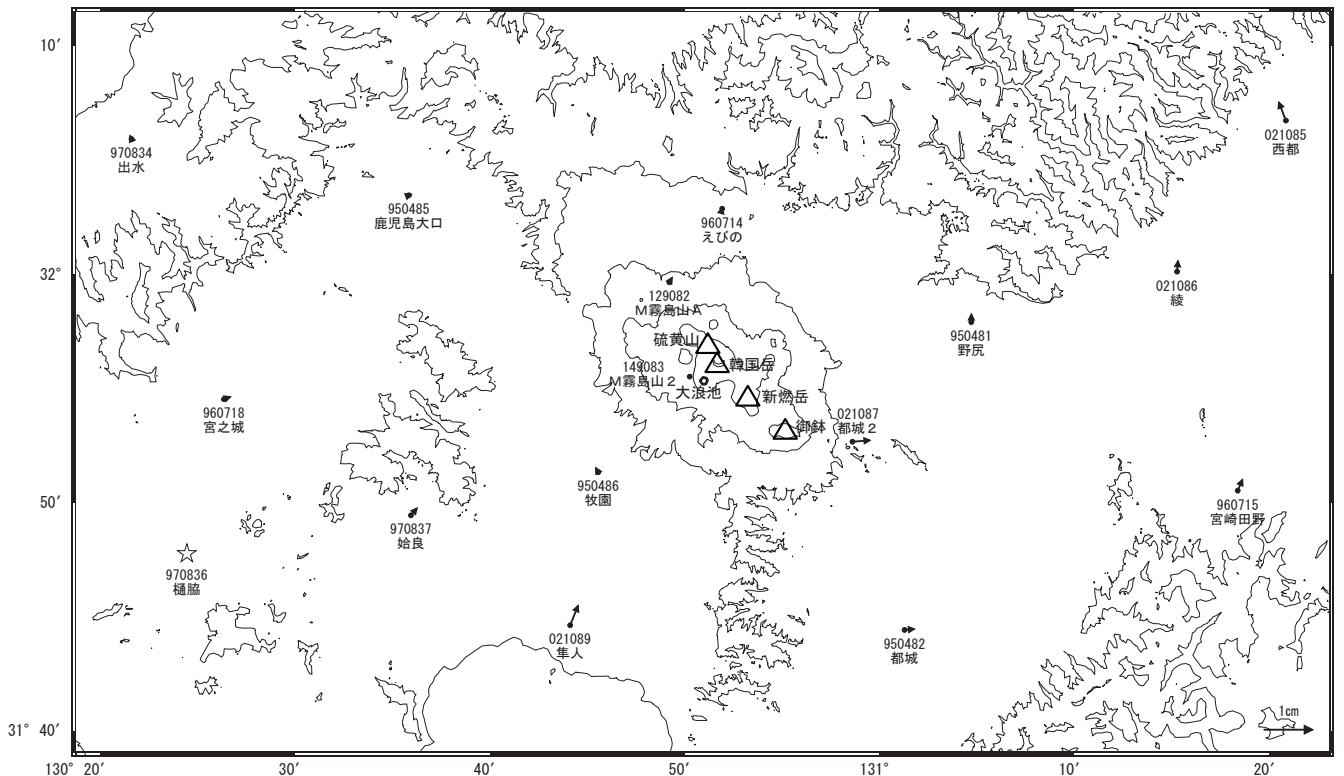 10′
021085
西都
970834
出水
950485
鹿児島大口
960714
えびの
32°
021086
綾
129082
M霧島山A
950481
野尻
硫黄山
韓国岳
149083
M霧島山2
大浪池
新燃岳
960718
宮之城
021087
都城2
御鉢
950486
牧園
960715
宮崎田野
50′
970837
姶良
970836
樋脇
021089
隼人
950482
都城
1cm
31° 40′
130° 20′ 30′ 40′ 50′ 131° 10′ 20′